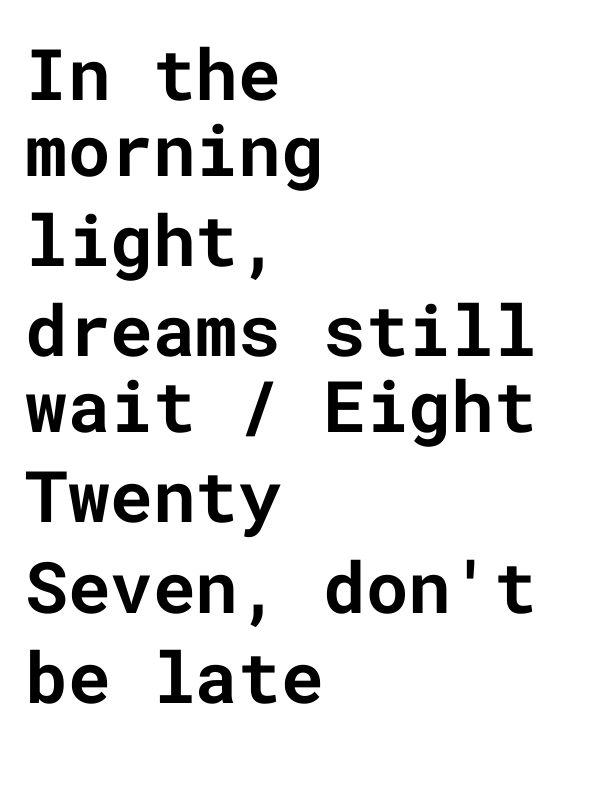 In the
morning
light,
dreams still
wait / Eight
Twenty
Seven, don't
be late